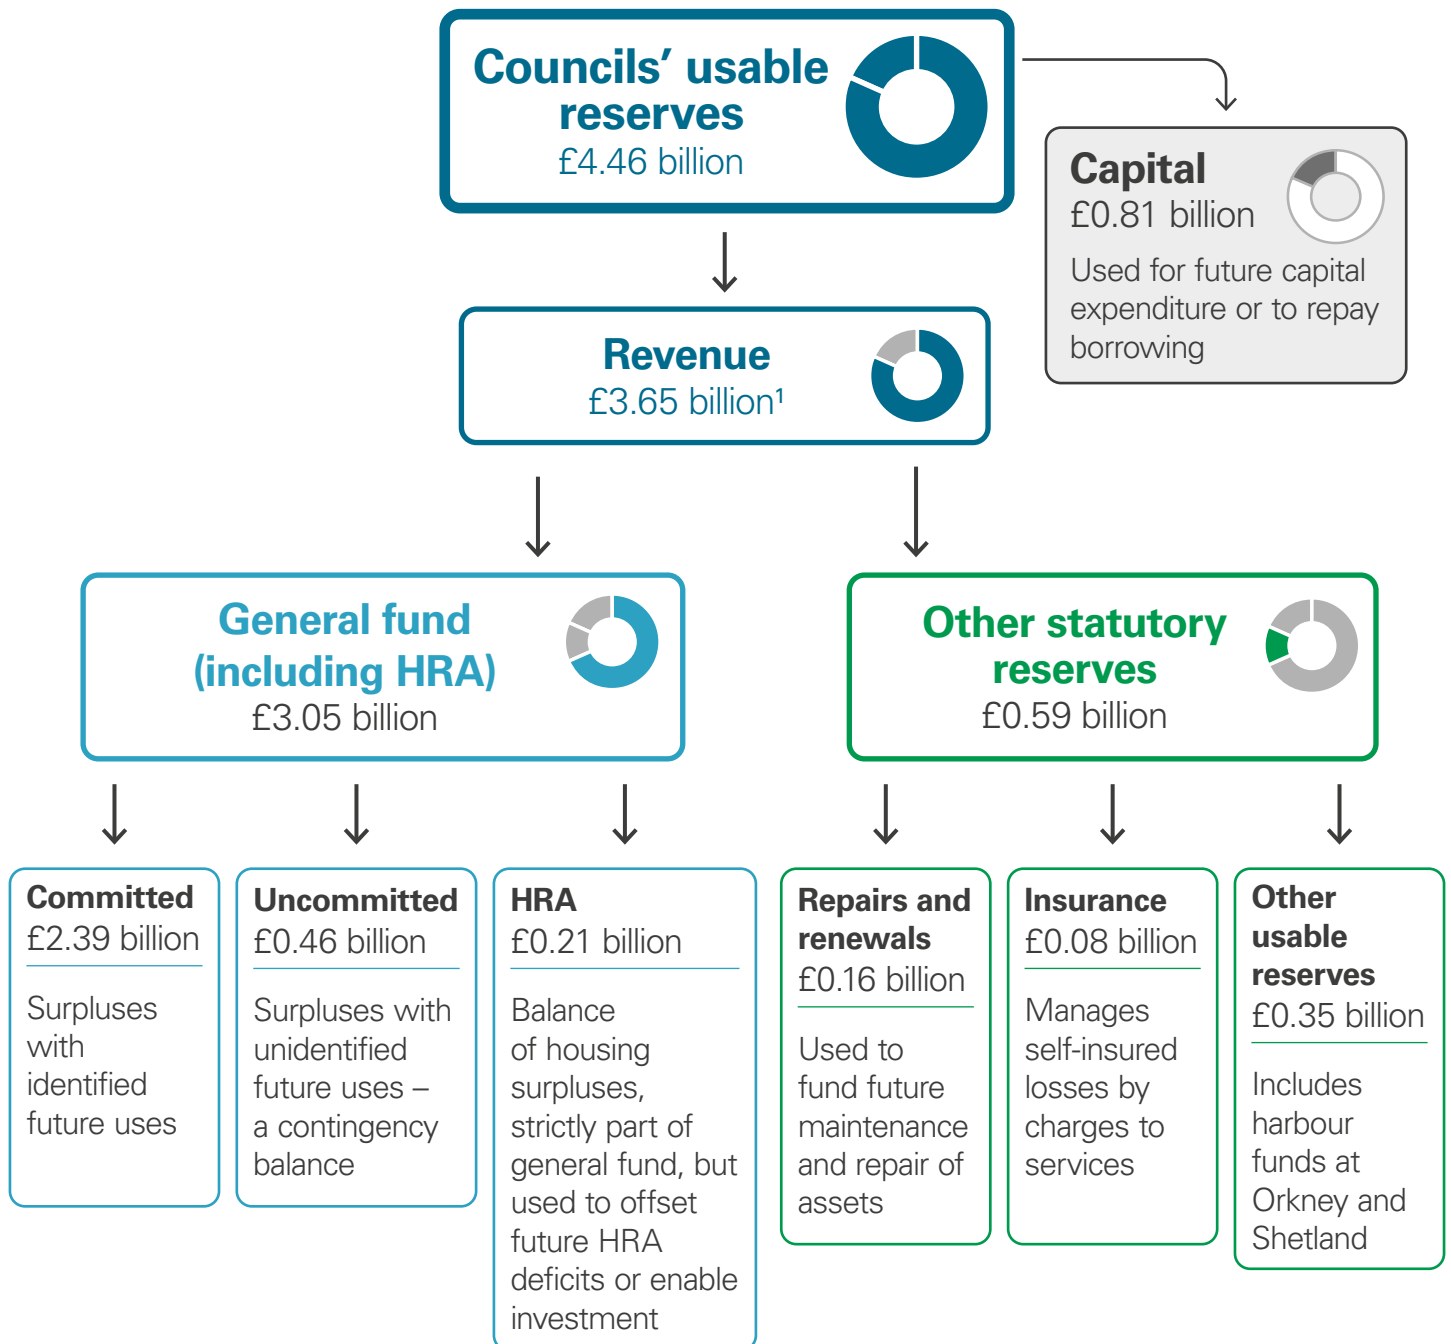 Councils’ usable
reserves
£4.46 billion
Capital
£0.81 billion
Used for future capital
expenditure or to repay
borrowing
Revenue
£3.65 billion¹
General fund
(including HRA)
£3.05 billion
Other statutory
reserves
£0.59 billion
Committed
£2.39 billion
Surpluses
with
identified
future uses
Uncommitted
£0.46 billion
Surpluses with
unidentified
future uses –
a contingency
balance
HRA
£0.21 billion
Balance
of housing
surpluses,
strictly part of
general fund, but
used to offset
future HRA
deficits or enable
investment
Repairs and
renewals
£0.16 billion
Used to
fund future
maintenance
and repair of
assets
Insurance
£0.08 billion
Manages
self-insured
losses by
charges to
services
Other
usable
reserves
£0.35 billion
Includes
harbour
funds at
Orkney and
Shetland